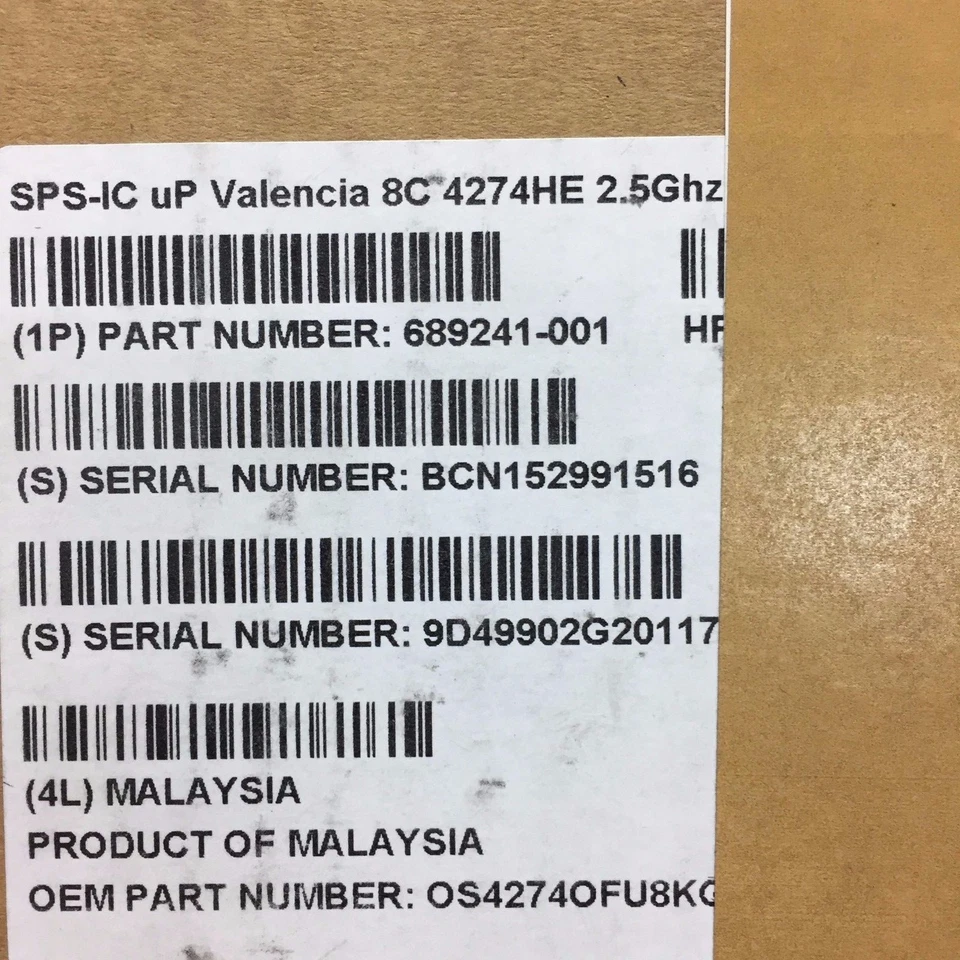 SPS-IC uP Valencia 8C 4274HE 2.5Ghz
(1P) PART NUMBER: 689241-001
(S) SERIAL NUMBER: BCN152991516
(S) SERIAL NUMBER: 9D49902G20117
(4L) MALAYSIA
PRODUCT OF MALAYSIA
OEM PART NUMBER: